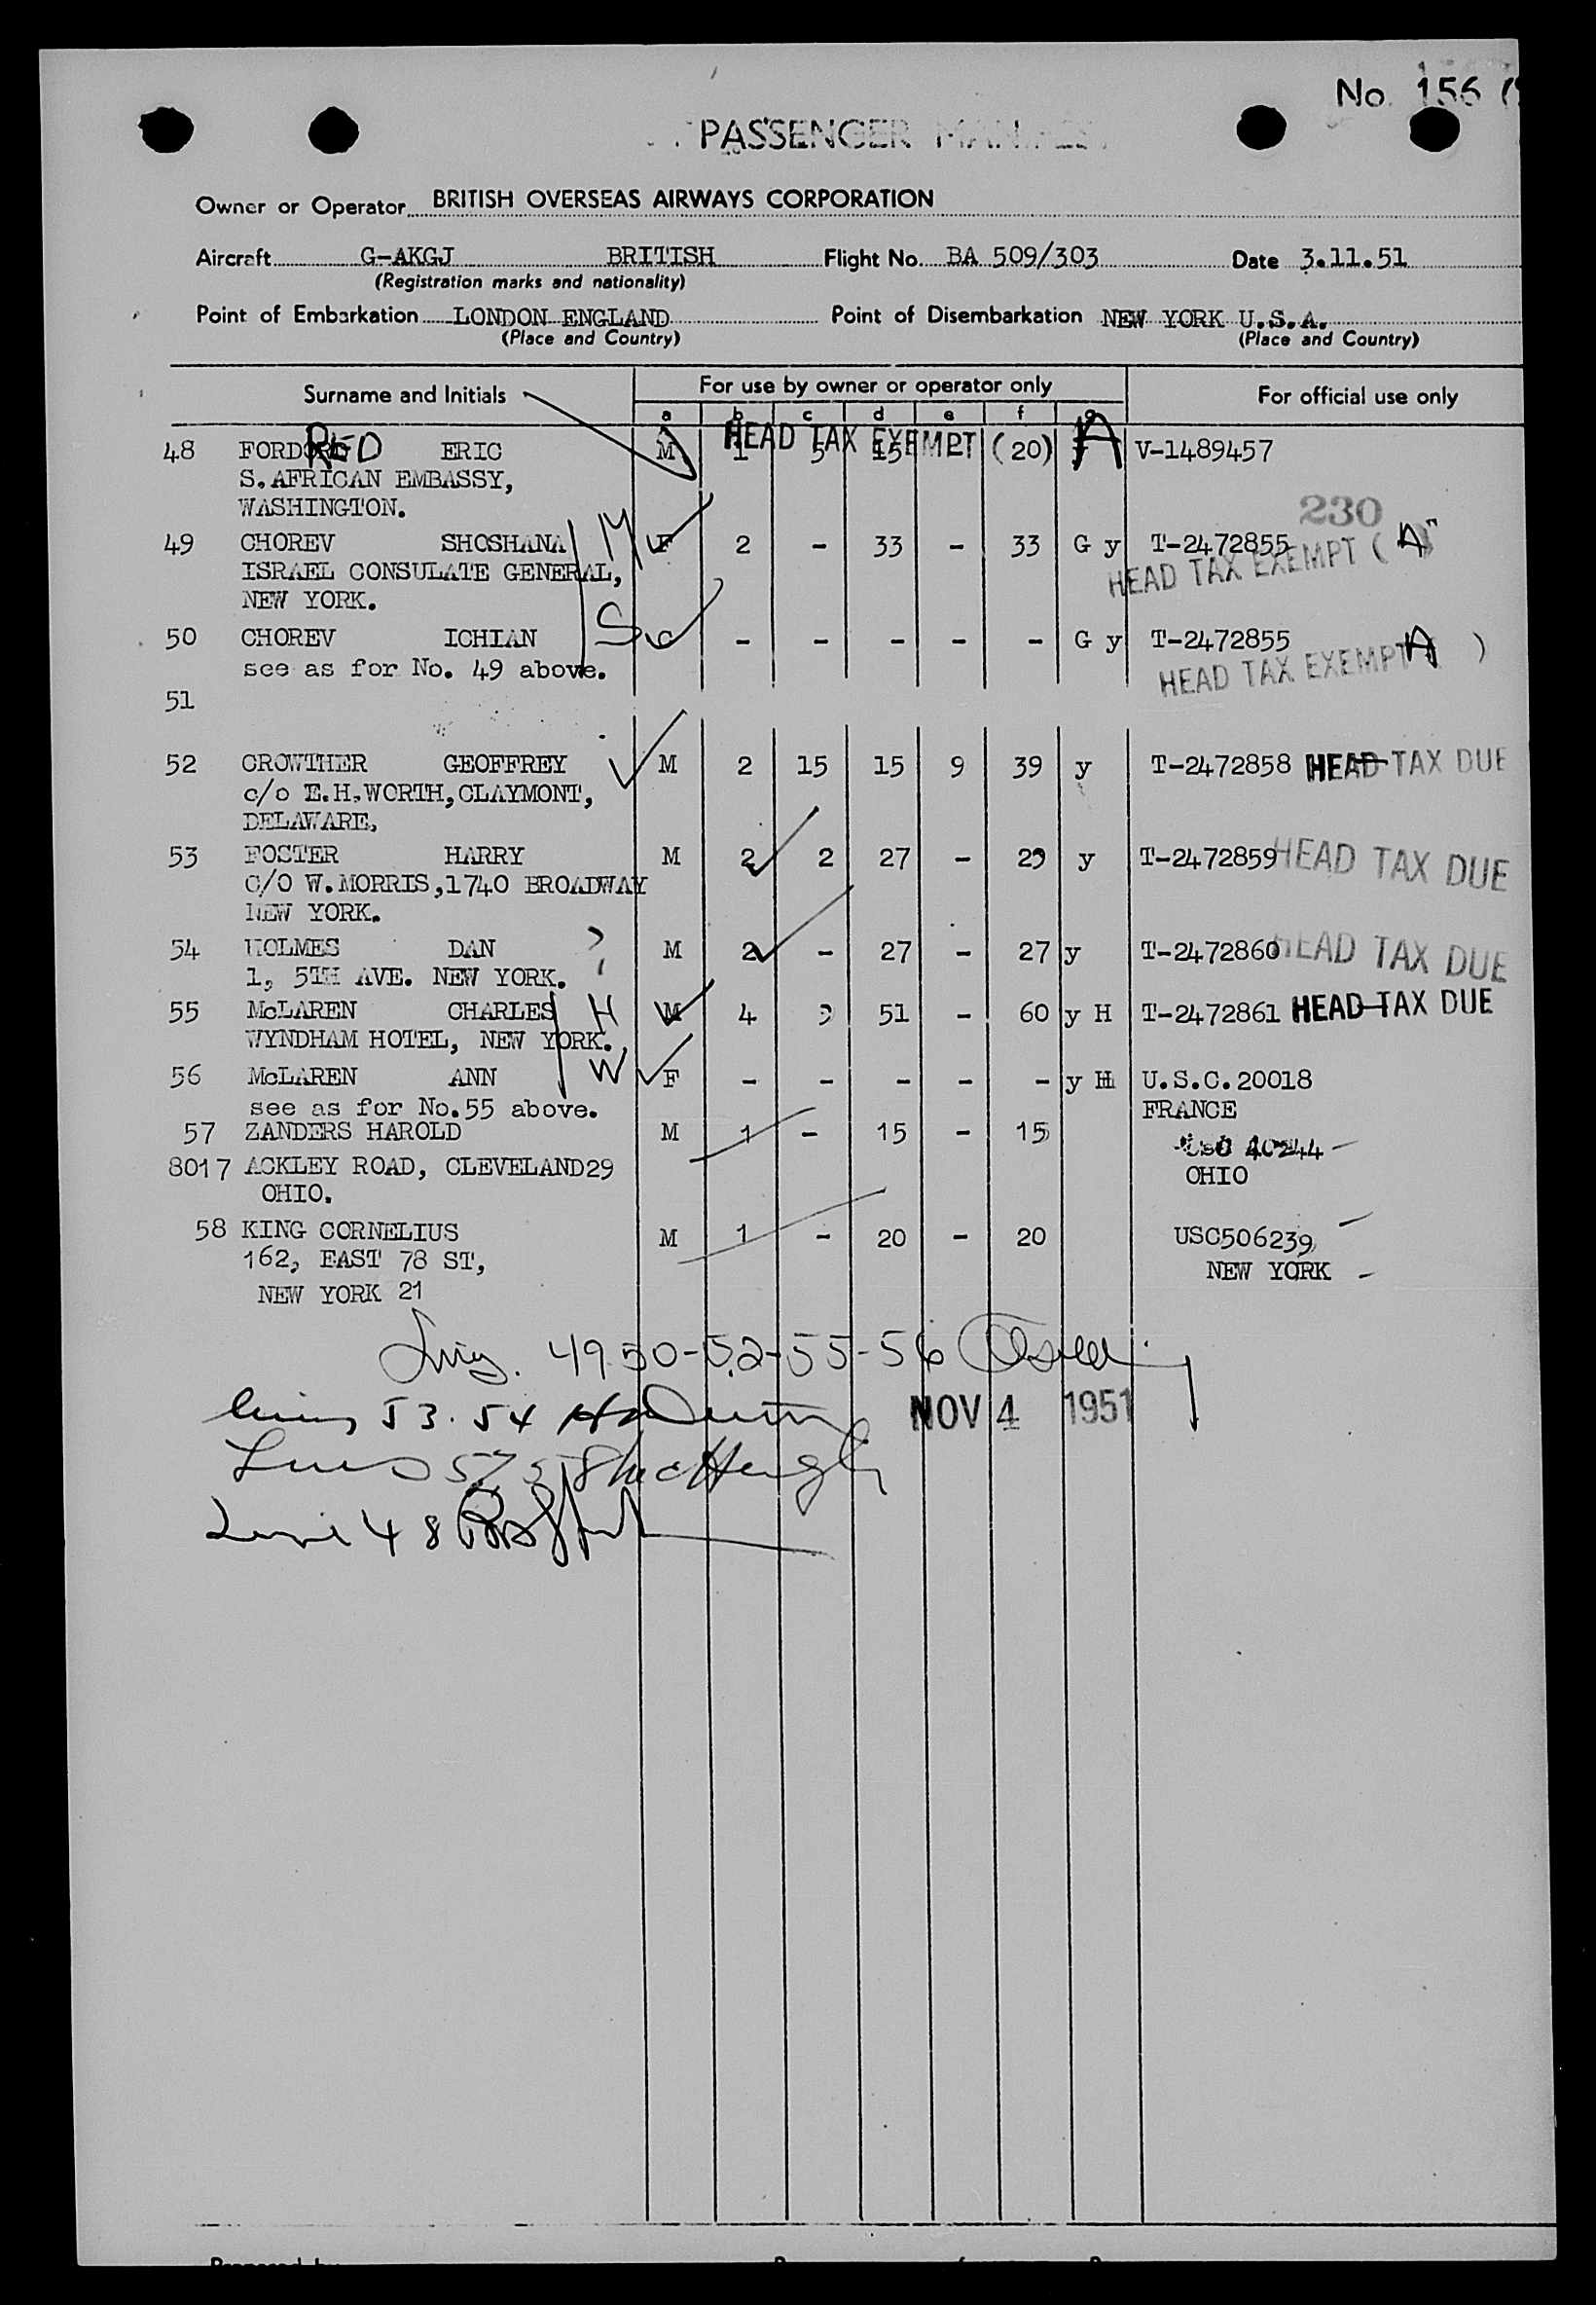 No. 156
PASSENGER MANIFEST
Owner or Operator BRITISH OVERSEAS AIRWAYS CORPORATION
Aircraft G-AKGJ BRITISH Flight No. BA 509/303 Date 3.11.51
(Registration marks and nationality)
Point of Embarkation LONDON ENGLAND Point of Disembarkation NEW YORK U.S.A.
(Place and Country) (Place and Country)
Surname and Initials For use by owner or operator only For official use only
a b c d e f g
HEAD TAX EXEMPT ( A
48 FORD RED ERIC M 1 5 15 - (20) V-1489457
S.AFRICAN EMBASSY,
WASHINGTON.
230
49 CHOREV SHOSHANA M F 2 - 33 - 33 G y T-2472855
ISRAEL CONSULATE GENERAL, HEAD TAX EXEMPT ( A )
NEW YORK.
50 CHOREV ICHIAN S C - - - - - G y T-2472855
see as for No. 49 above. HEAD TAX EXEMPT ( A )
51
52 CROWTHER GEOFFREY M 2 15 15 9 39 y T-2472858 HEAD TAX DUE
c/o E.H.WORTH,CLAYMONT,
DELAWARE,
53 FOSTER HARRY M 2 2 27 - 29 y T-2472859 HEAD TAX DUE
C/O W.MORRIS,1740 BROADWAY
NEW YORK.
54 HOLMES DAN ? M 2 - 27 - 27 y T-2472860 HEAD TAX DUE
1, 5TH AVE. NEW YORK.
55 McLAREN CHARLES H M 4 9 51 - 60 y H T-2472861 HEAD TAX DUE
WYNDHAM HOTEL, NEW YORK.
56 McLAREN ANN W F - - - - - y H U.S.C.20018
see as for No.55 above. FRANCE
57 ZANDERS HAROLD M 1 - 15 - 15 USC 40244
8017 ACKLEY ROAD, CLEVELAND29 OHIO
OHIO.
58 KING CORNELIUS M 1 - 20 - 20 USC506239
162, EAST 78 ST, NEW YORK
NEW YORK 21
49 50-52-55-56
53. 54 NOV 4 1951
Lines 57 58
Line 48